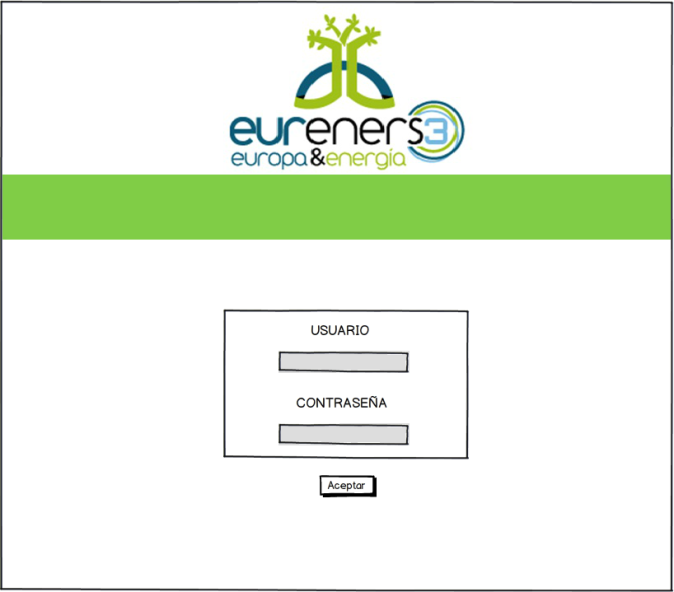 eureners3
europa&energía
USUARIO
CONTRASEÑA
Aceptar